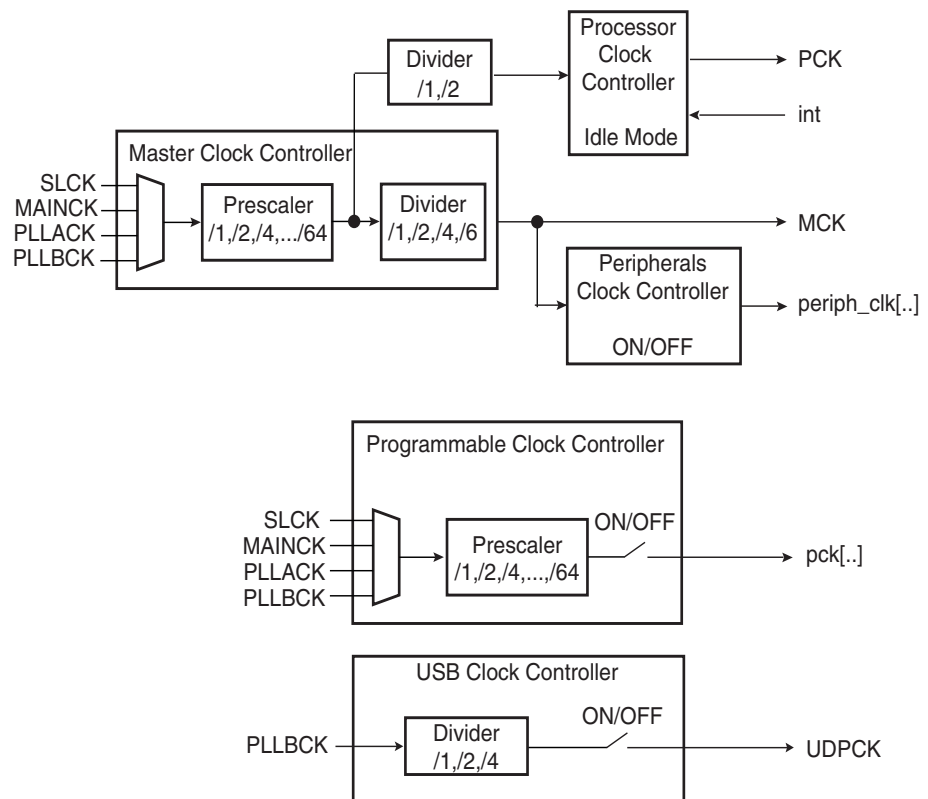 Processor
Clock
Controller
Idle Mode
Divider
/1,/2
PCK
int
Master Clock Controller
SLCK
MAINCK
PLLACK
PLLBCK
Prescaler
/1,/2,/4,.../64
Divider
/1,/2,/4,/6
MCK
Peripherals
Clock Controller
ON/OFF
periph_clk[..]
Programmable Clock Controller
SLCK
MAINCK
PLLACK
PLLBCK
Prescaler
/1,/2,/4,...,/64
ON/OFF
pck[..]
USB Clock Controller
PLLBCK
Divider
/1,/2,/4
ON/OFF
UDPCK